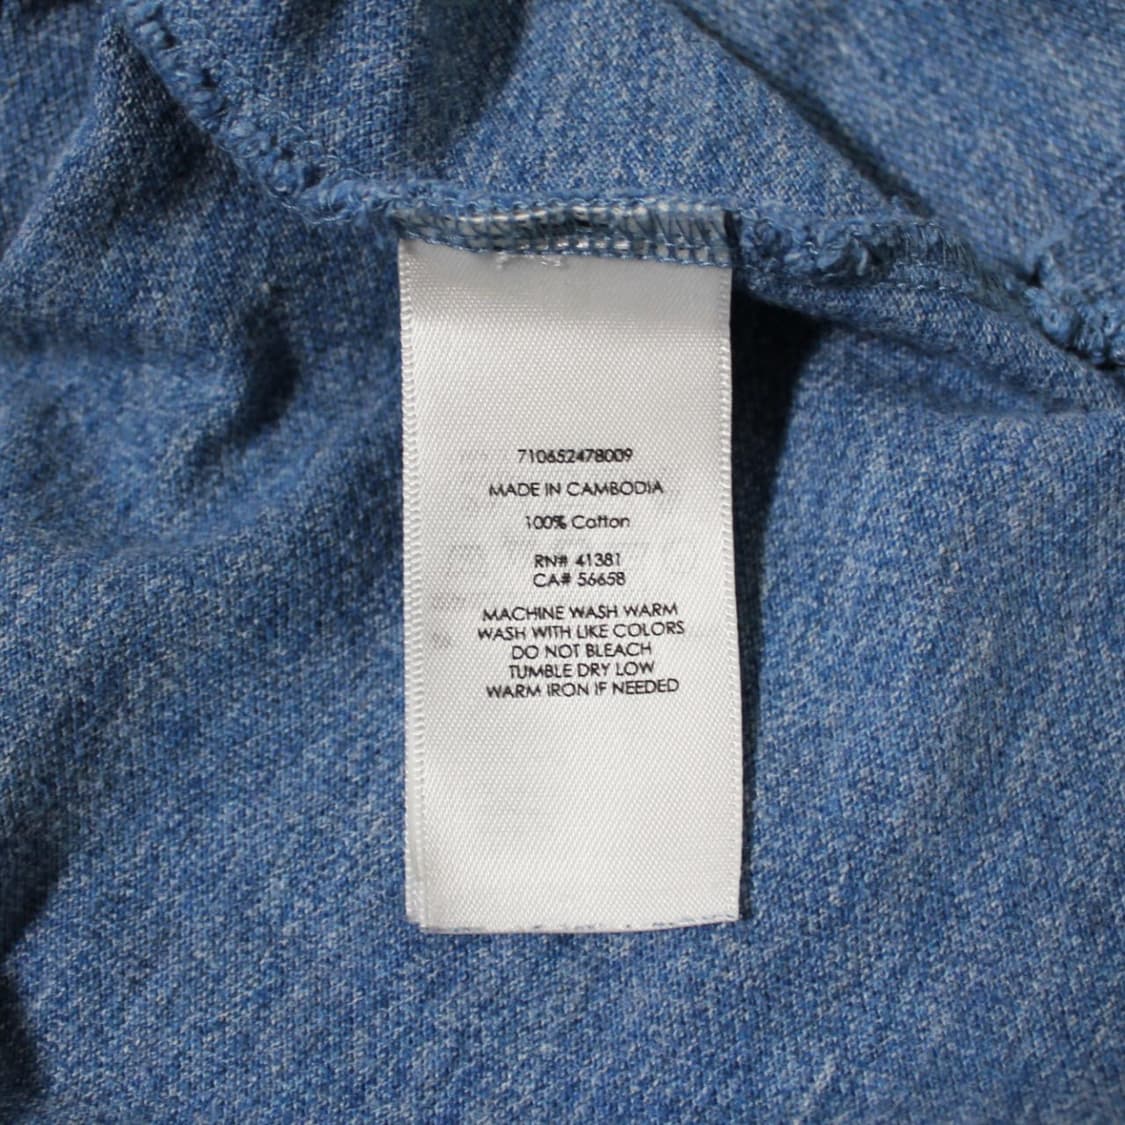 710652478009
MADE IN CAMBODIA
100% Cotton
RN# 41381
CA# 56658
MACHINE WASH WARM
WASH WITH LIKE COLORS
DO NOT BLEACH
TUMBLE DRY LOW
WARM IRON IF NEEDED